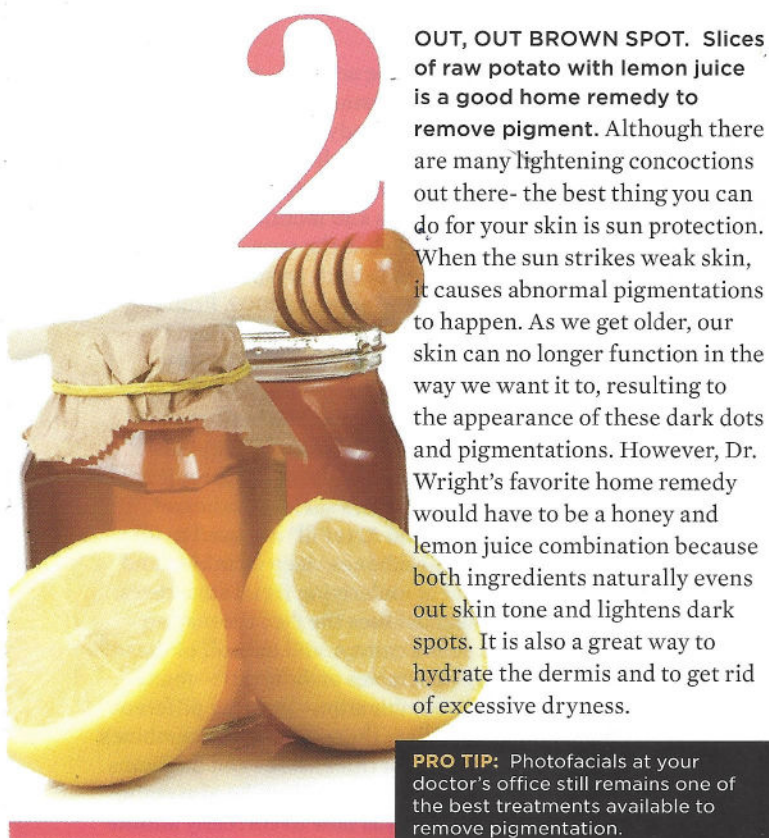 2
OUT, OUT BROWN SPOT. Slices
of raw potato with lemon juice
is a good home remedy to
remove pigment. Although there
are many lightening concoctions
out there- the best thing you can
do for your skin is sun protection.
When the sun strikes weak skin,
it causes abnormal pigmentations
to happen. As we get older, our
skin can no longer function in the
way we want it to, resulting to
the appearance of these dark dots
and pigmentations. However, Dr.
Wright's favorite home remedy
would have to be a honey and
lemon juice combination because
both ingredients naturally evens
out skin tone and lightens dark
spots. It is also a great way to
hydrate the dermis and to get rid
of excessive dryness.
PRO TIP: Photofacials at your
doctor's office still remains one of
the best treatments available to
remove pigmentation.